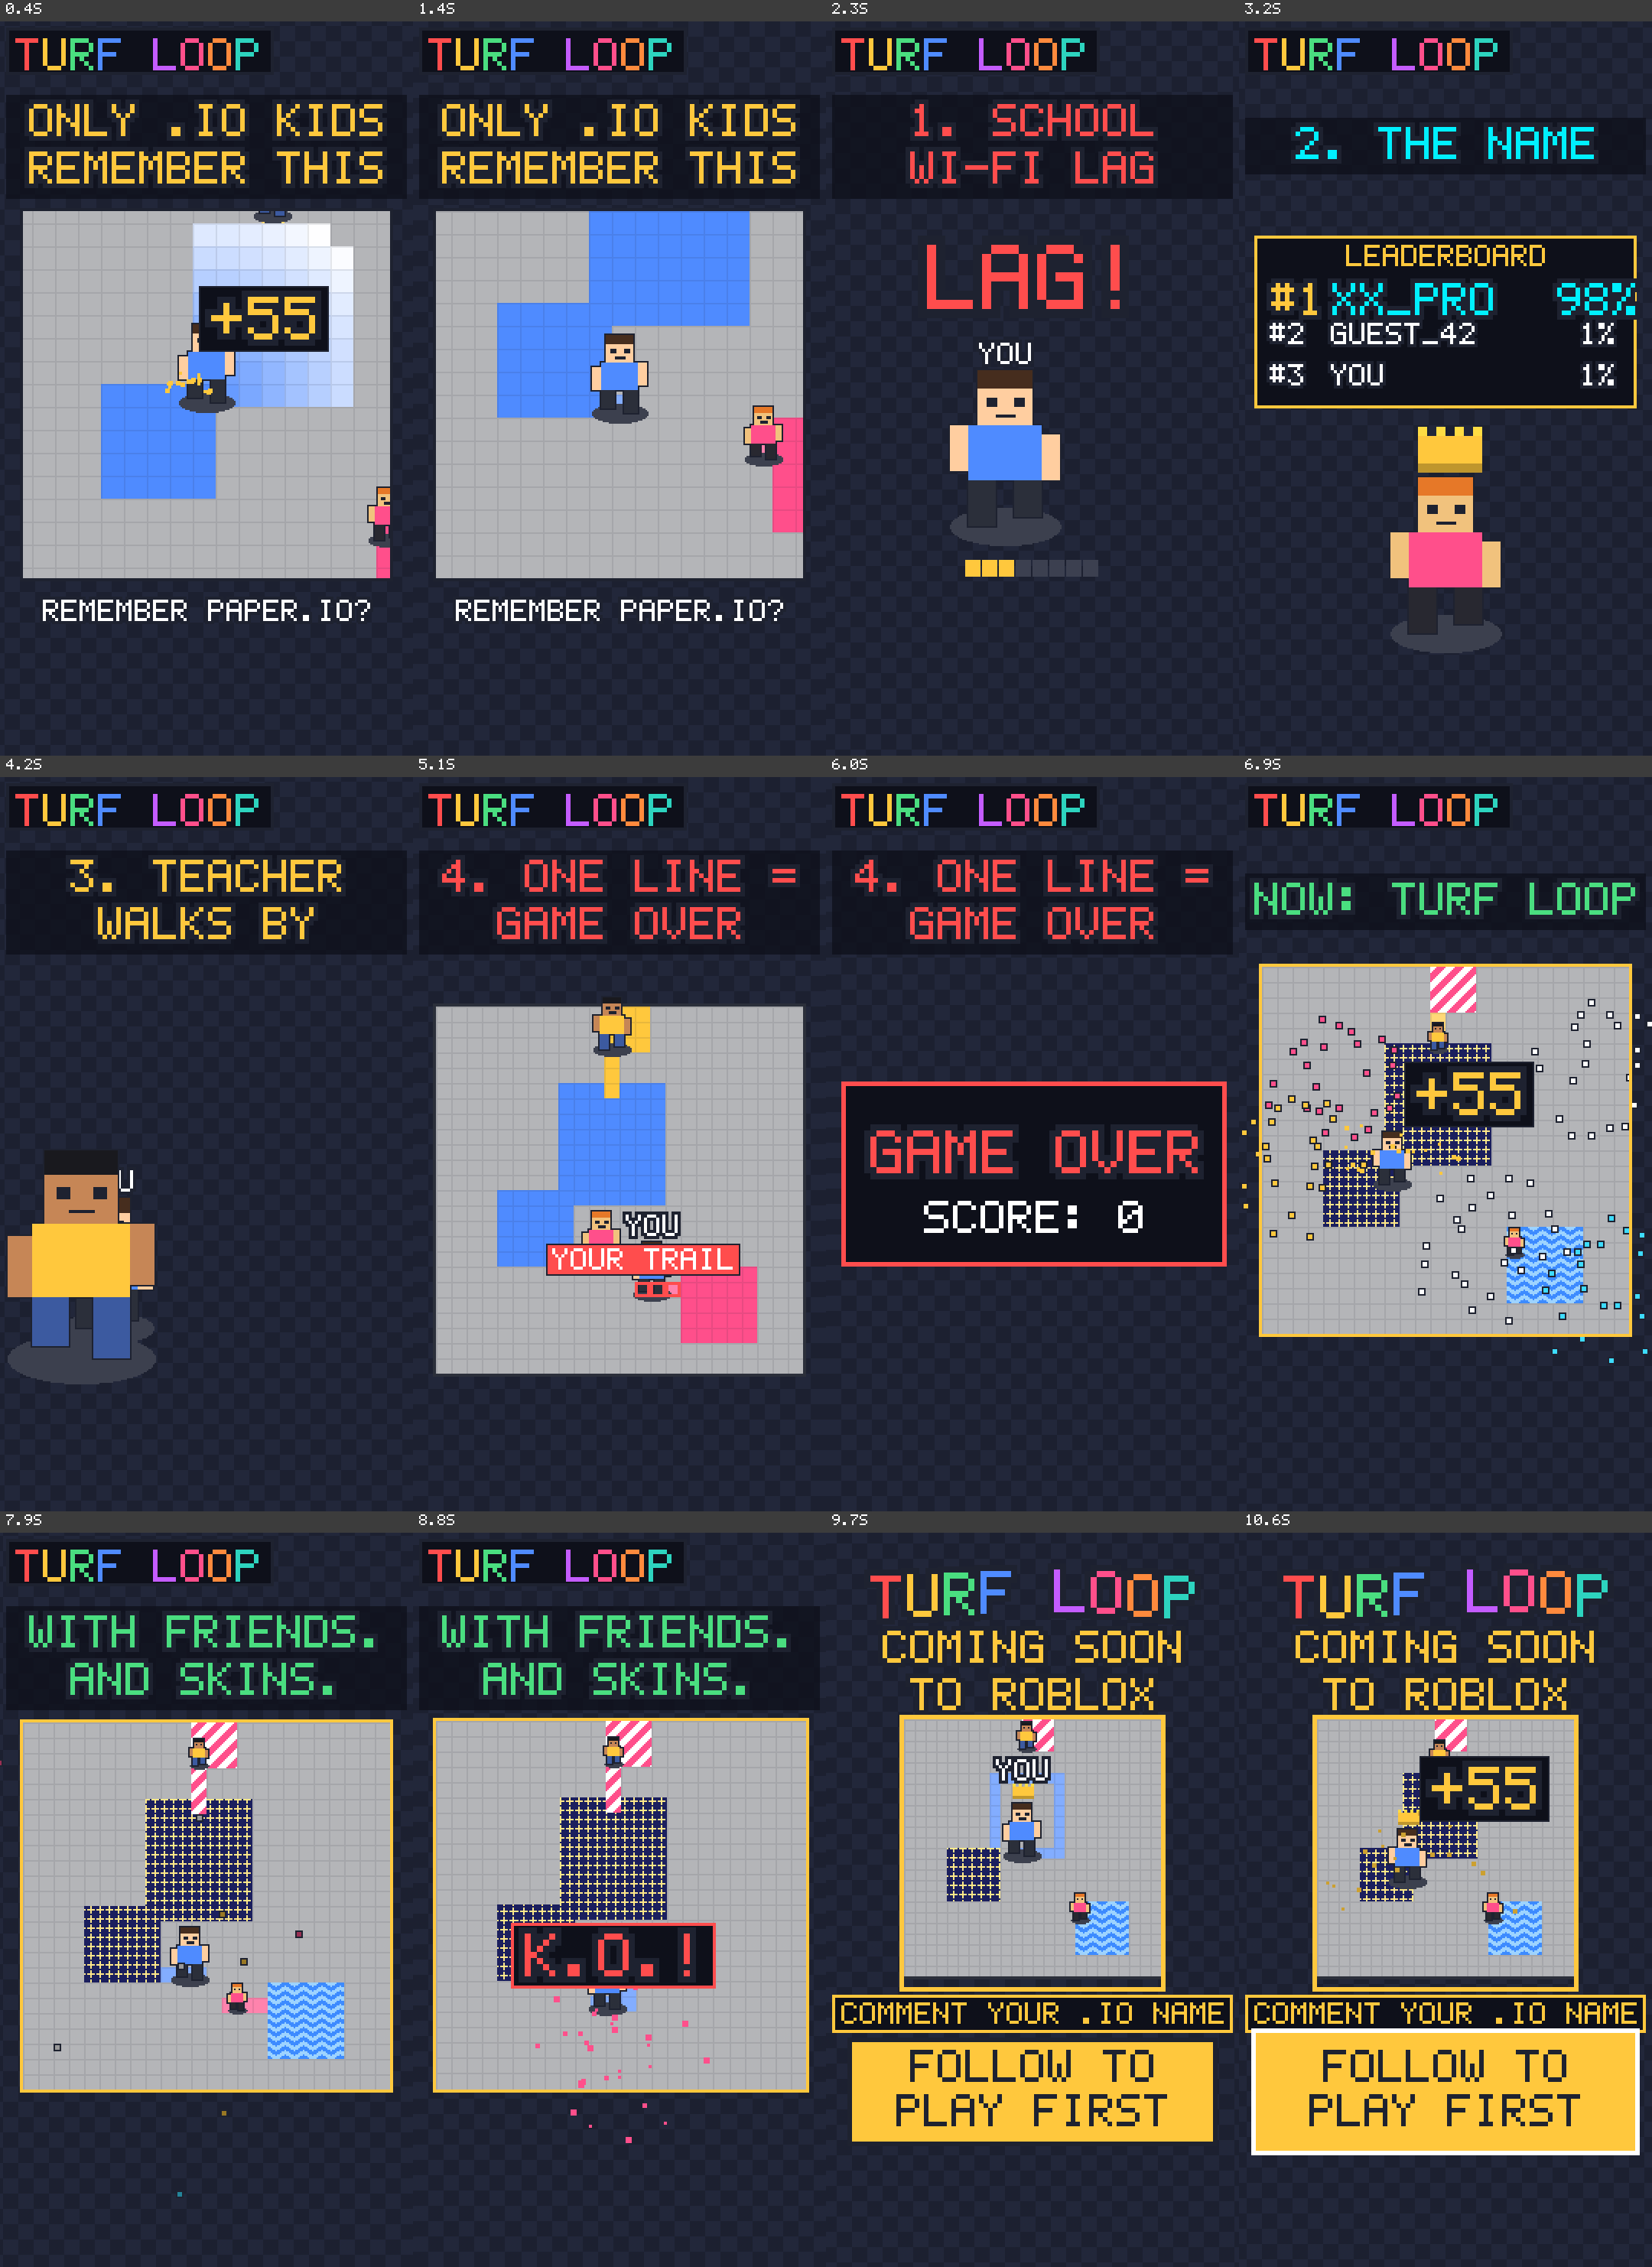 0.4S
TURF LOOP
ONLY .IO KIDS
REMEMBER THIS
+55
REMEMBER PAPER.IO?
1.4S
TURF LOOP
ONLY .IO KIDS
REMEMBER THIS
REMEMBER PAPER.IO?
2.3S
TURF LOOP
1. SCHOOL
WI-FI LAG
LAG!
YOU
3.2S
TURF LOOP
2. THE NAME
LEADERBOARD
#1 XX_PRO 98%
#2 GUEST_42 1%
#3 YOU 1%
4.2S
TURF LOOP
3. TEACHER
WALKS BY
U
5.1S
TURF LOOP
4. ONE LINE =
GAME OVER
YOU
YOUR TRAIL
6.0S
TURF LOOP
4. ONE LINE =
GAME OVER
GAME OVER
SCORE: 0
6.9S
TURF LOOP
NOW: TURF LOOP
+55
7.9S
TURF LOOP
WITH FRIENDS.
AND SKINS.
8.8S
TURF LOOP
WITH FRIENDS.
AND SKINS.
K.O.!
9.7S
TURF LOOP
COMING SOON
TO ROBLOX
YOU
COMMENT YOUR .IO NAME
FOLLOW TO
PLAY FIRST
10.6S
TURF LOOP
COMING SOON
TO ROBLOX
+55
COMMENT YOUR .IO NAME
FOLLOW TO
PLAY FIRST